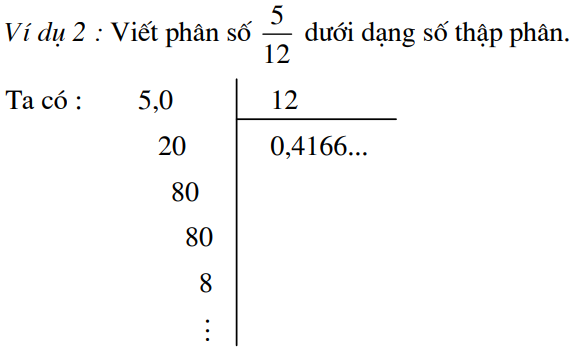 Ví dụ 2 : Viết phân số 5/12 dưới dạng số thập phân.
Ta có : 5,0 12
20 0,4166...
80
80
8
⋮